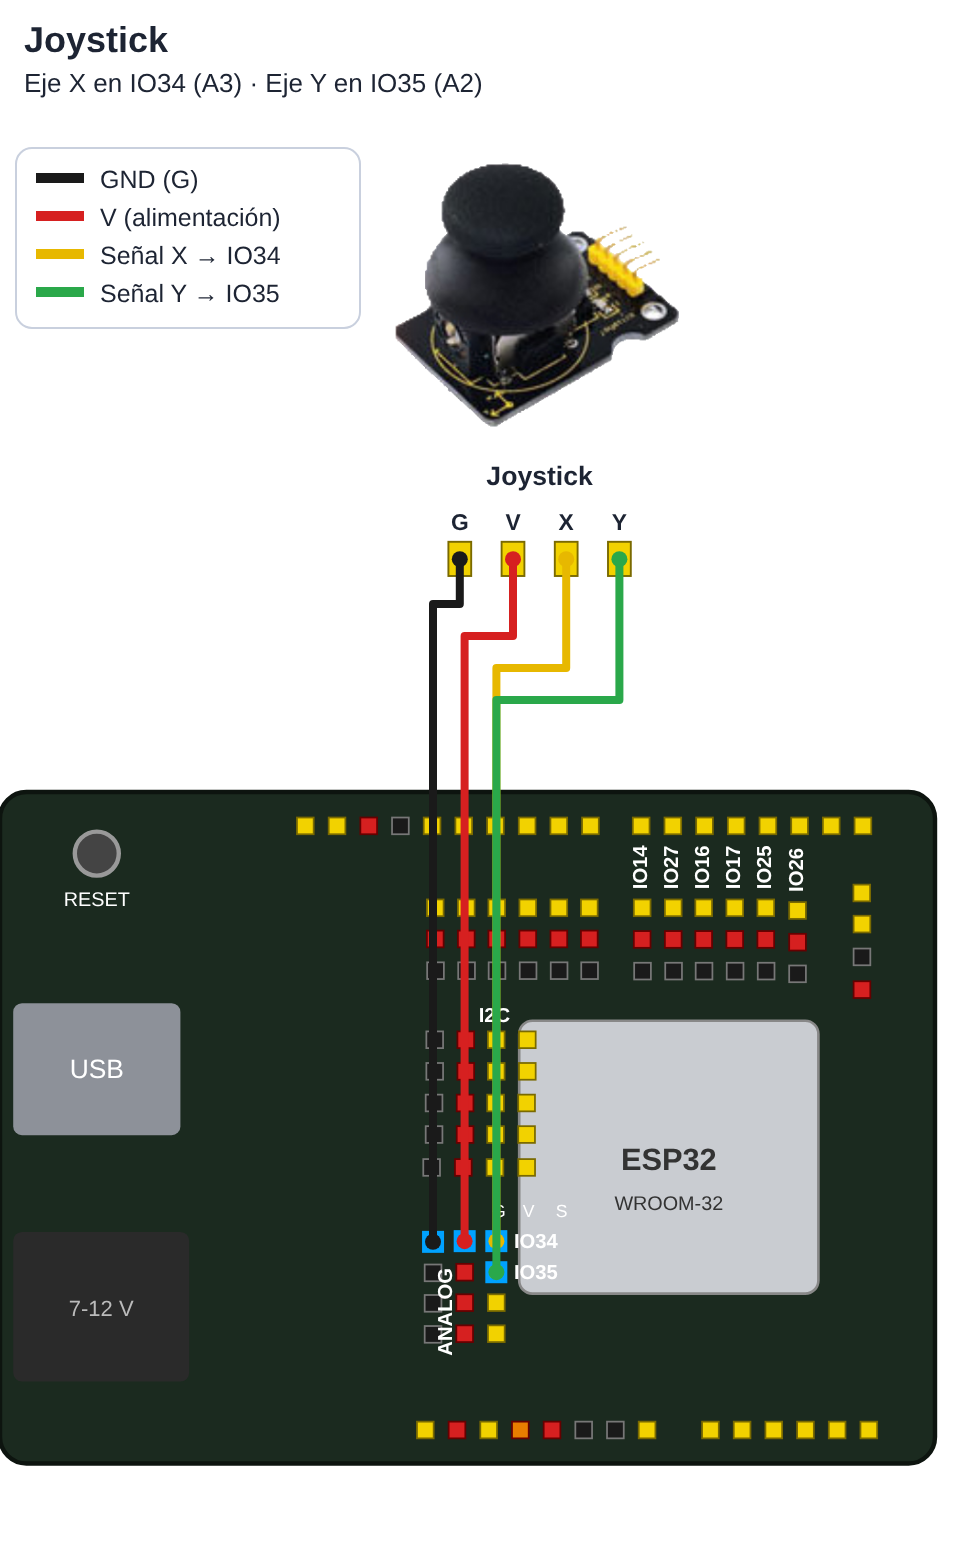 Joystick
Eje X en IO34 (A3) · Eje Y en IO35 (A2)
GND (G)
V (alimentación)
Señal X → IO34
Señal Y → IO35
Joystick
G V X Y
IO14 IO27 IO16 IO17 IO25 IO26
RESET
I2C
USB
ESP32
WROOM-32
G V S
IO34
IO35
ANALOG
7-12 V